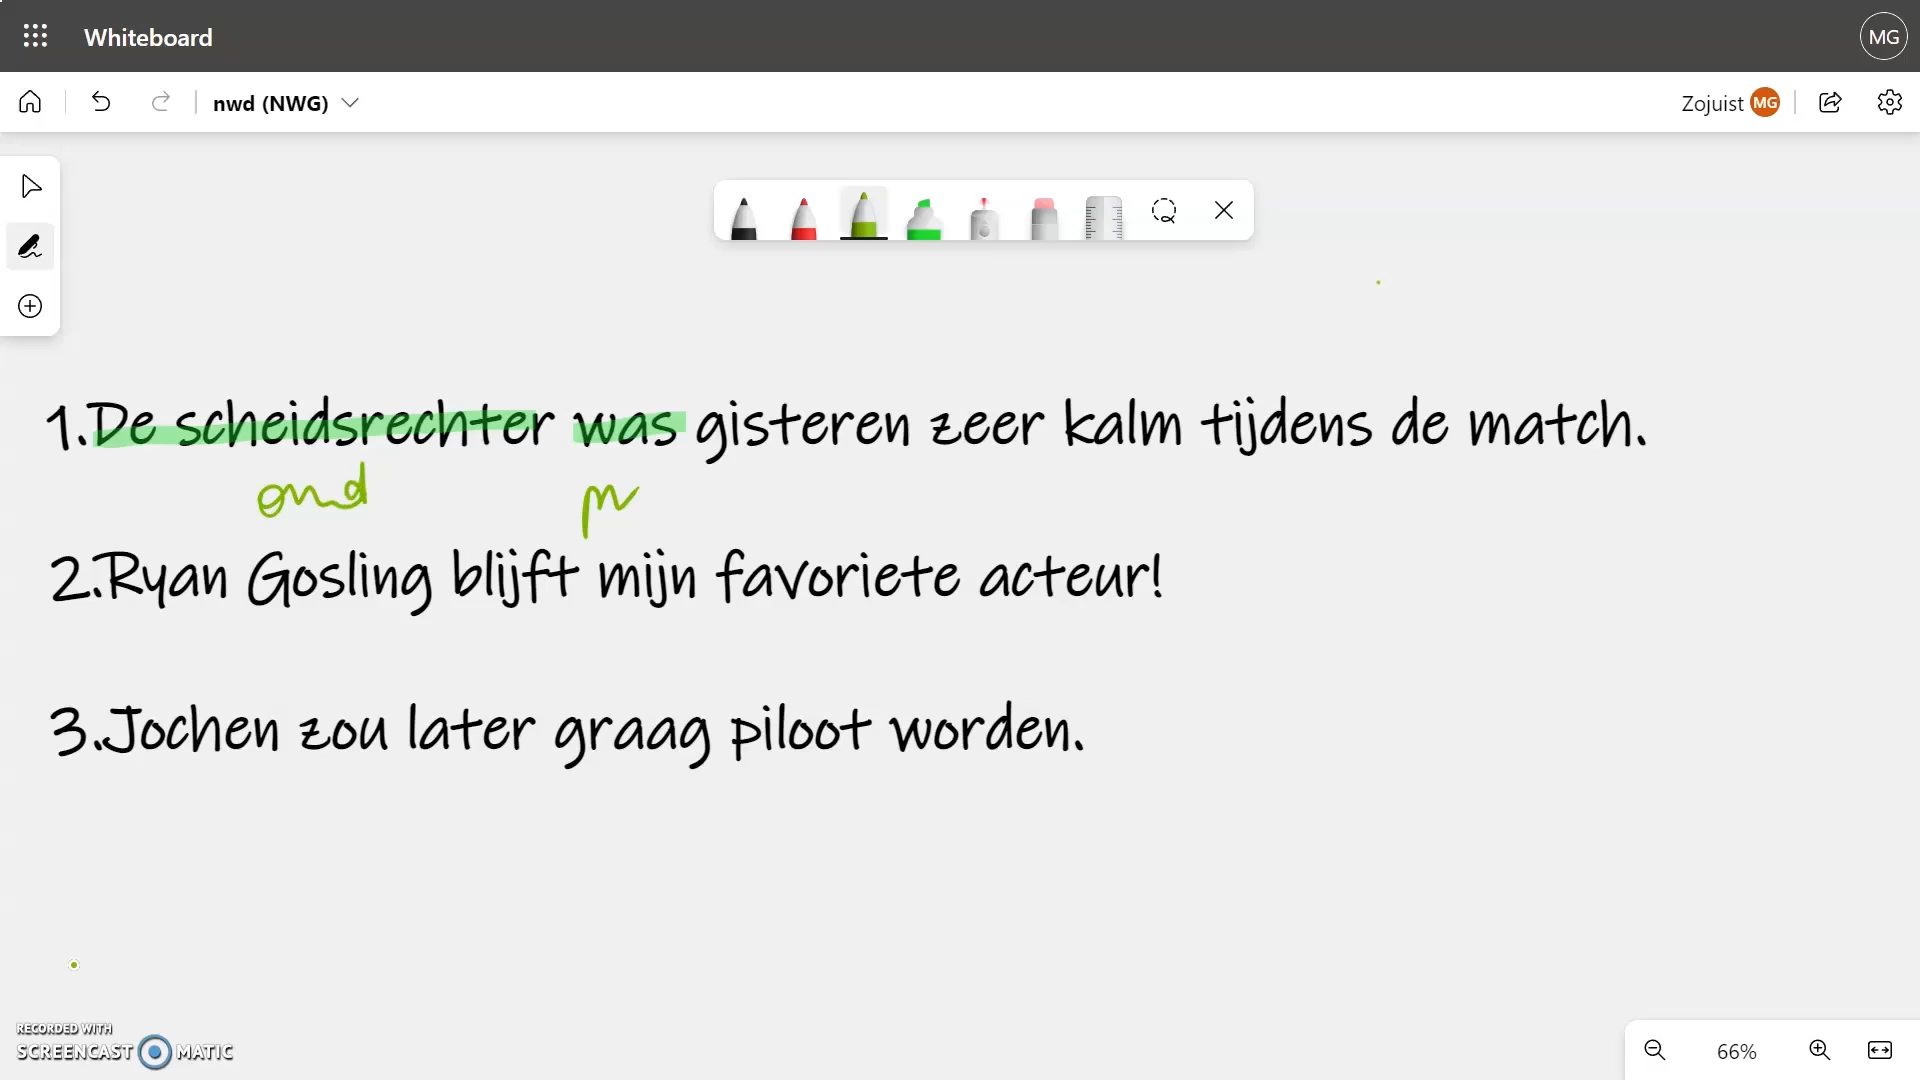 Whiteboard
MG
nwd (NWG)
Zojuist MG
1.De scheidsrechter was gisteren zeer kalm tijdens de match.
ond
2.Ryan Gosling blijft mijn favoriete acteur!
3.Jochen zou later graag piloot worden.
RECORDED WITH
SCREENCAST MATIC
66%